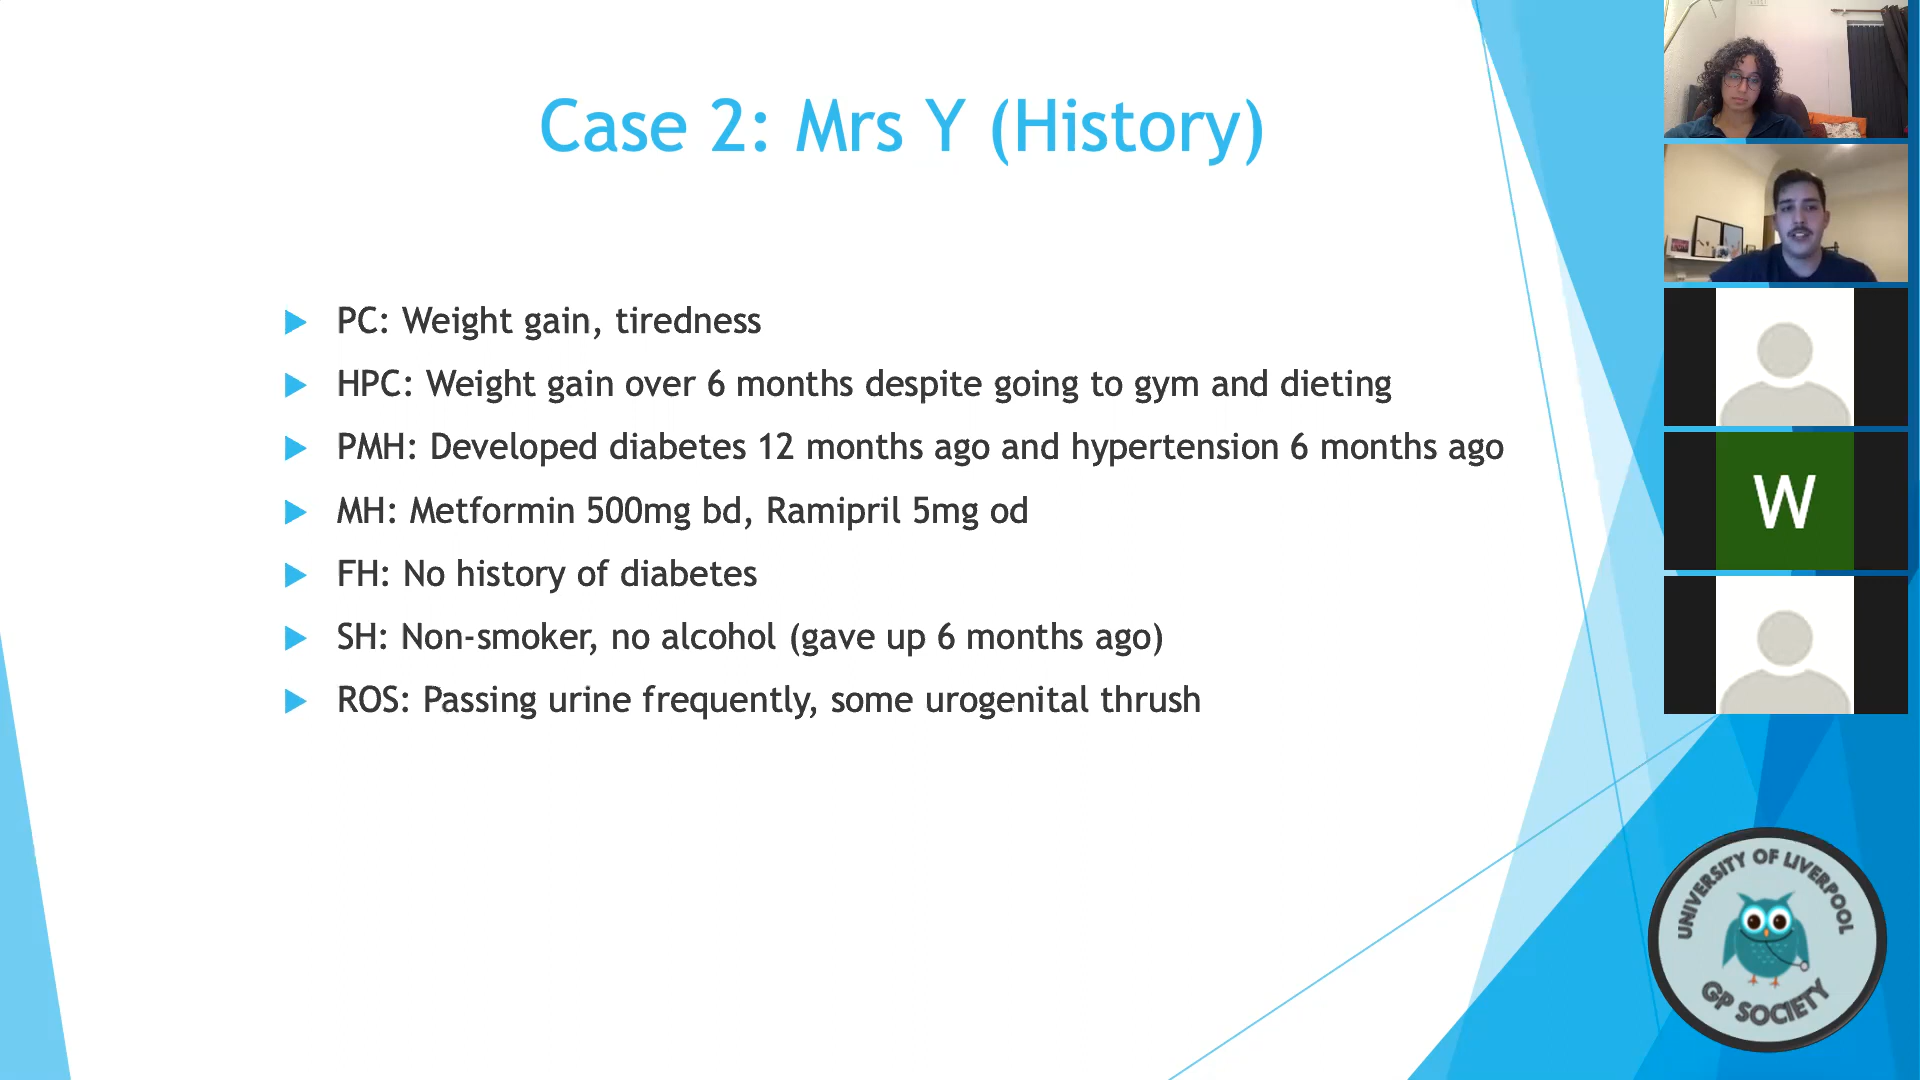 Case 2: Mrs Y (History)
PC: Weight gain, tiredness
HPC: Weight gain over 6 months despite going to gym and dieting
PMH: Developed diabetes 12 months ago and hypertension 6 months ago
MH: Metformin 500mg bd, Ramipril 5mg od
FH: No history of diabetes
SH: Non-smoker, no alcohol (gave up 6 months ago)
ROS: Passing urine frequently, some urogenital thrush
W
UNIVERSITY OF LIVERPOOL
GP SOCIETY